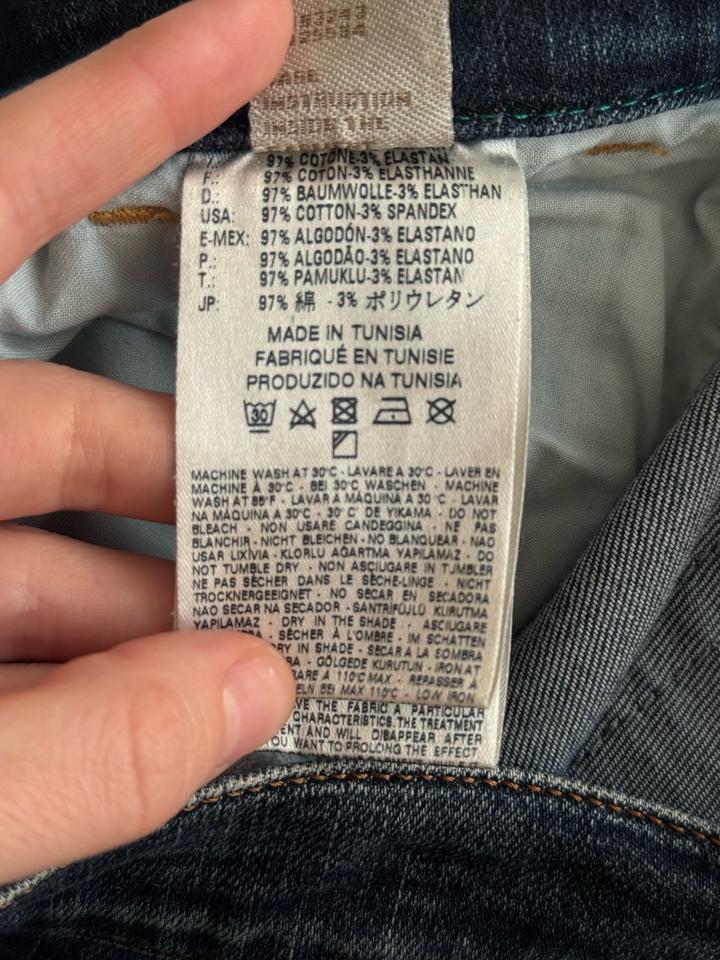 CARE
INSTRUCTION
INSIDE THE
97% COTONE-3% ELASTAN
F.: 97% COTON-3% ELASTHANNE
D.: 97% BAUMWOLLE-3% ELASTHAN
USA: 97% COTTON-3% SPANDEX
E-MEX: 97% ALGODÓN-3% ELASTANO
P.: 97% ALGODÃO-3% ELASTANO
T.: 97% PAMUKLU-3% ELASTAN
JP: 97% 綿 - 3% ポリウレタン
MADE IN TUNISIA
FABRIQUÉ EN TUNISIE
PRODUZIDO NA TUNISIA
30
MACHINE WASH AT 30°C - LAVARE A 30°C - LAVER EN
MACHINE À 30°C - BEI 30°C WASCHEN - MACHINE
WASH AT 85°F - LAVAR A MÁQUINA A 30 °C - LAVAR
NA MÁQUINA A 30°C - 30°C' DE YIKAMA - DO NOT
BLEACH - NON USARE CANDEGGINA - NE PAS
BLANCHIR - NICHT BLEICHEN - NO BLANQUEAR - NAO
USAR LIXÍVIA - KLORLU AĞARTMA YAPILAMAZ - DO
NOT TUMBLE DRY - NON ASCIUGARE IN TUMBLER
NE PAS SÈCHER DANS LE SÈCHE-LINGE - NICHT
TROCKNERGEEIGNET - NO SECAR EN SECADORA
NAO SECAR NA SECADOR - SANTRİFÜJLÜ KURUTMA
YAPILAMAZ - DRY IN THE SHADE - ASCIUGARE
- SÉCHER À L'OMBRE - IM SCHATTEN
DRY IN SHADE - SECAR A LA SOMBRA
- GÖLGEDE KURUTUN - IRON AT
A 110°C MAX - REPASSER À
BEI MAX 110°C - LOW IRON
THE FABRIC A PARTICULAR
CHARACTERISTICS. THE TREATMENT
AND WILL DISAPPEAR AFTER
YOU WANT TO PROLONG THE EFFECT